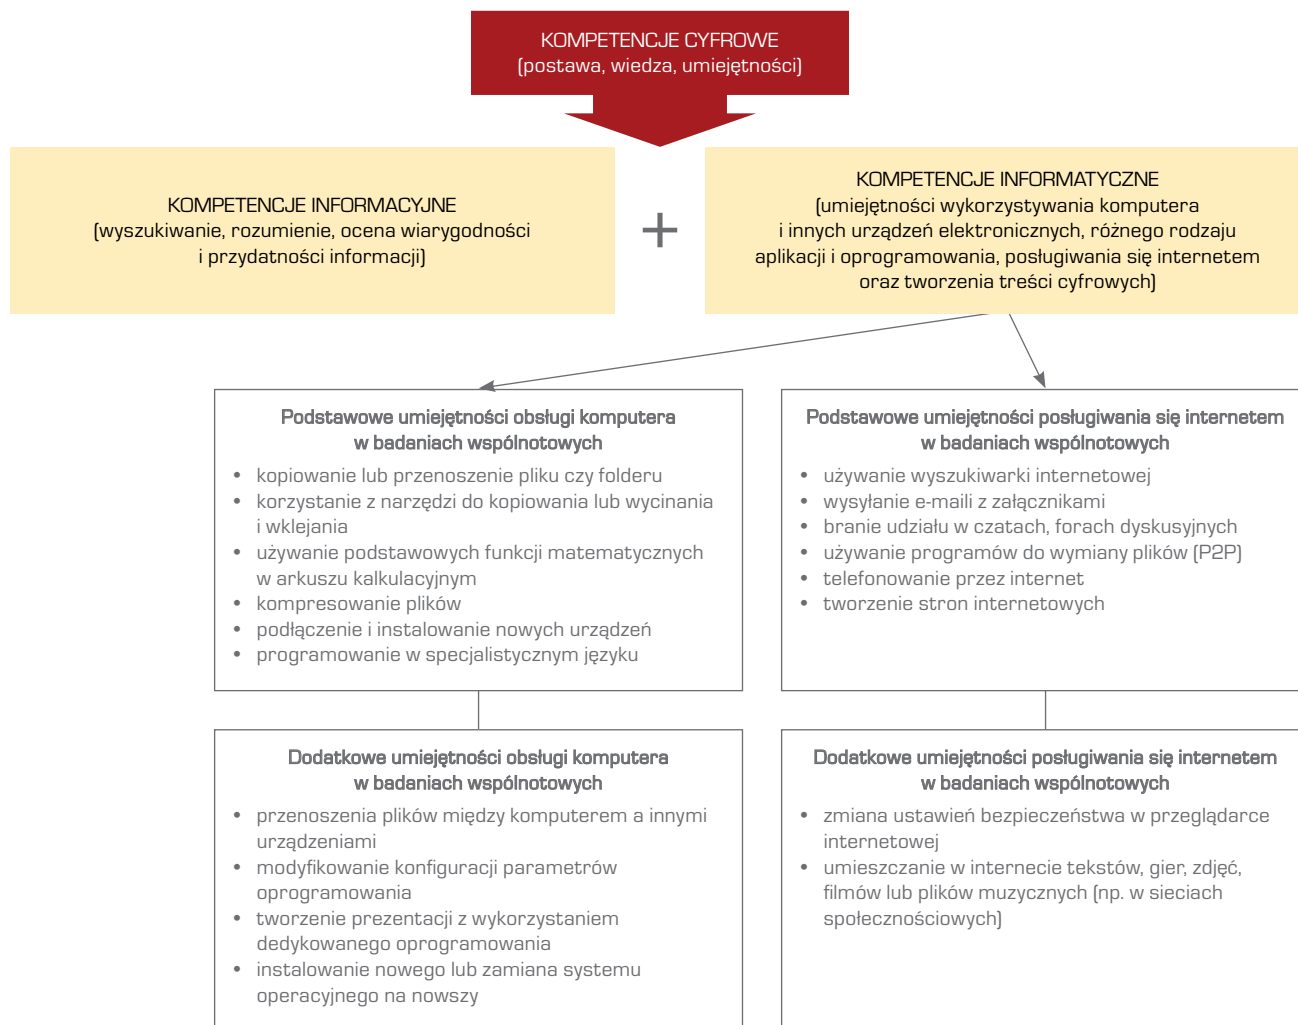 KOMPETENCJE CYFROWE
(postawa, wiedza, umiejętności)
KOMPETENCJE INFORMACYJNE
(wyszukiwanie, rozumienie, ocena wiarygodności
i przydatności informacji)
+
KOMPETENCJE INFORMATYCZNE
(umiejętności wykorzystywania komputera
i innych urządzeń elektronicznych, różnego rodzaju
aplikacji i oprogramowania, posługiwania się internetem
oraz tworzenia treści cyfrowych)
Podstawowe umiejętności obsługi komputera
w badaniach wspólnotowych
• kopiowanie lub przenoszenie pliku czy folderu
• korzystanie z narzędzi do kopiowania lub wycinania
i wklejania
• używanie podstawowych funkcji matematycznych
w arkuszu kalkulacyjnym
• kompresowanie plików
• podłączenie i instalowanie nowych urządzeń
• programowanie w specjalistycznym języku
Podstawowe umiejętności posługiwania się internetem
w badaniach wspólnotowych
• używanie wyszukiwarki internetowej
• wysyłanie e-maili z załącznikami
• branie udziału w czatach, forach dyskusyjnych
• używanie programów do wymiany plików (P2P)
• telefonowanie przez internet
• tworzenie stron internetowych
Dodatkowe umiejętności obsługi komputera
w badaniach wspólnotowych
• przenoszenia plików między komputerem a innymi
urządzeniami
• modyfikowanie konfiguracji parametrów
oprogramowania
• tworzenie prezentacji z wykorzystaniem
dedykowanego oprogramowania
• instalowanie nowego lub zamiana systemu
operacyjnego na nowszy
Dodatkowe umiejętności posługiwania się internetem
w badaniach wspólnotowych
• zmiana ustawień bezpieczeństwa w przeglądarce
internetowej
• umieszczanie w internecie tekstów, gier, zdjęć,
filmów lub plików muzycznych (np. w sieciach
społecznościowych)